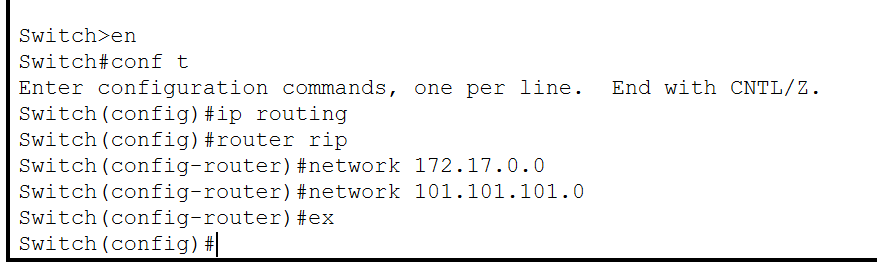 Switch>en
Switch#conf t
Enter configuration commands, one per line.  End with CNTL/Z.
Switch(config)#ip routing
Switch(config)#router rip
Switch(config-router)#network 172.17.0.0
Switch(config-router)#network 101.101.101.0
Switch(config-router)#ex
Switch(config)#